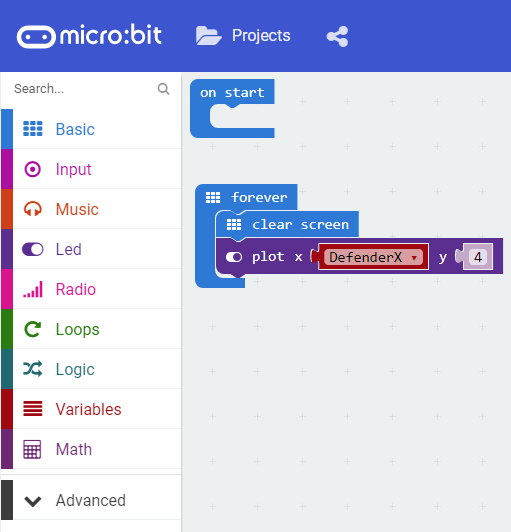 micro:bit
Projects
Search...
Basic
Input
Music
Led
Radio
Loops
Logic
Variables
Math
Advanced
on start
forever
clear screen
plot x DefenderX y 4